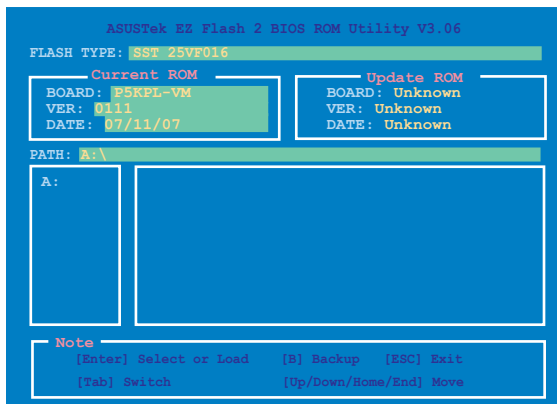 ASUSTek EZ Flash 2 BIOS ROM Utility V3.06
FLASH TYPE: SST 25VF016
Current ROM
BOARD: P5KPL-VM
VER: 0111
DATE: 07/11/07
Update ROM
BOARD: Unknown
VER: Unknown
DATE: Unknown
PATH: A:\
A:
Note
[Enter] Select or Load [B] Backup [ESC] Exit
[Tab] Switch [Up/Down/Home/End] Move